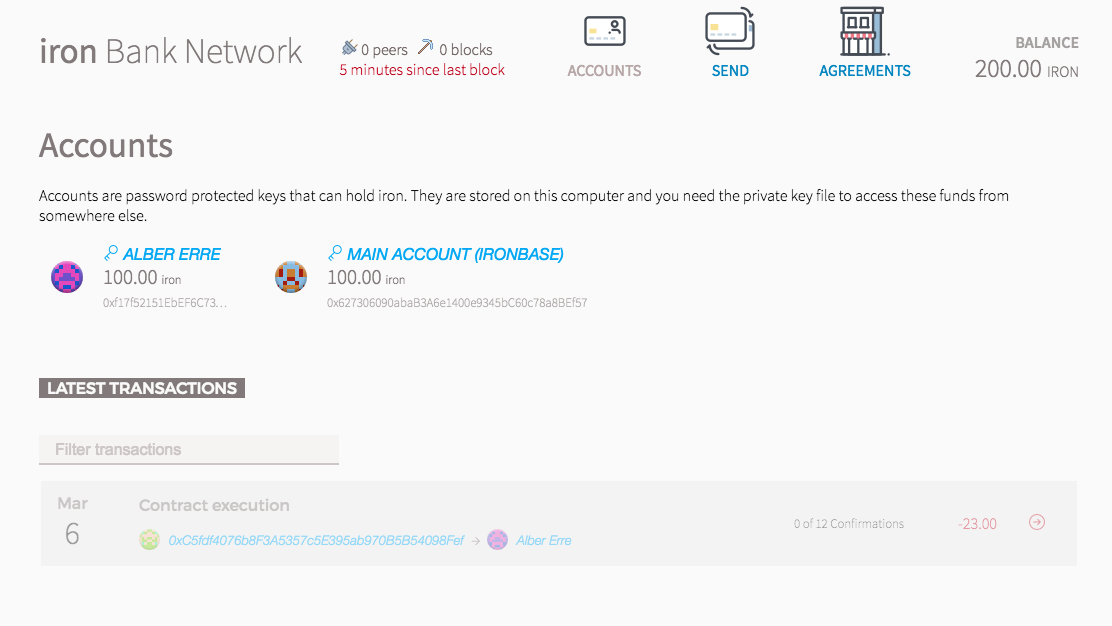 iron Bank Network
0 peers 0 blocks
5 minutes since last block
ACCOUNTS
SEND
AGREEMENTS
BALANCE
200.00 IRON
Accounts
Accounts are password protected keys that can hold iron. They are stored on this computer and you need the private key file to access these funds from
somewhere else.
ALBER ERRE
100.00 iron
0xf17f52151EbEF6C73…
MAIN ACCOUNT (IRONBASE)
100.00 iron
0x627306090abaB3A6e1400e9345bC60c78a8BEf57
LATEST TRANSACTIONS
Filter transactions
Mar
6
Contract execution
0xC5fdf4076b8F3A5357c5E395ab970B5B54098Fef → Alber Erre
0 of 12 Confirmations
-23.00